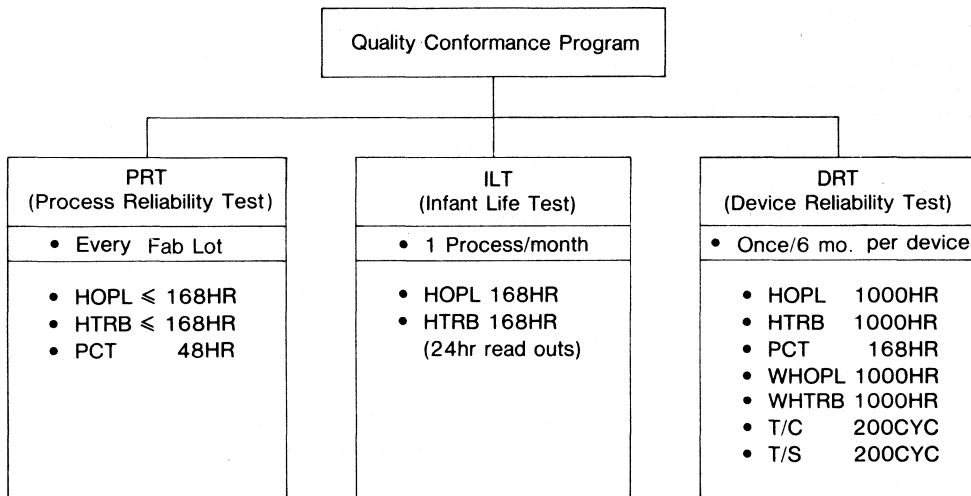 Quality Conformance Program
PRT
(Process Reliability Test)
• Every Fab Lot
• HOPL ⩽ 168HR
• HTRB ⩽ 168HR
• PCT 48HR
ILT
(Infant Life Test)
• 1 Process/month
• HOPL 168HR
• HTRB 168HR
(24hr read outs)
DRT
(Device Reliability Test)
• Once/6 mo. per device
• HOPL 1000HR
• HTRB 1000HR
• PCT 168HR
• WHOPL 1000HR
• WHTRB 1000HR
• T/C 200CYC
• T/S 200CYC